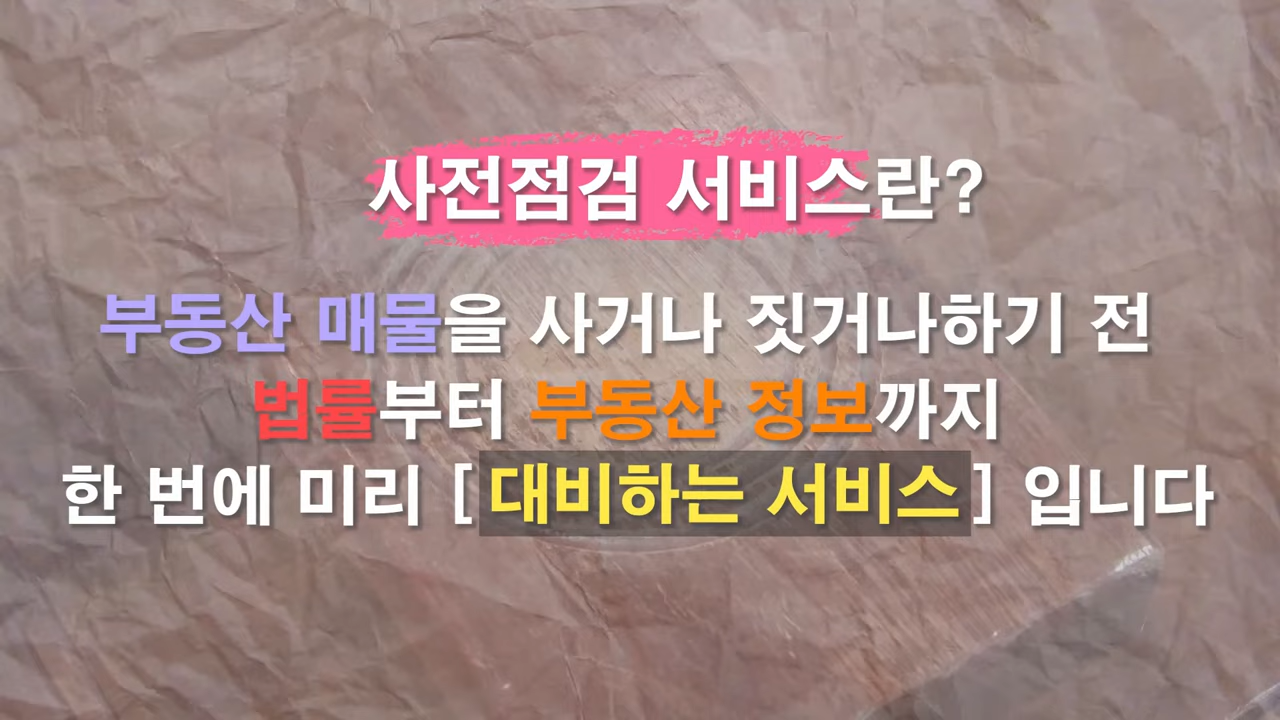 사전점검 서비스란?
부동산 매물을 사거나 짓거나하기 전
법률부터 부동산 정보까지
한 번에 미리 [대비하는 서비스] 입니다